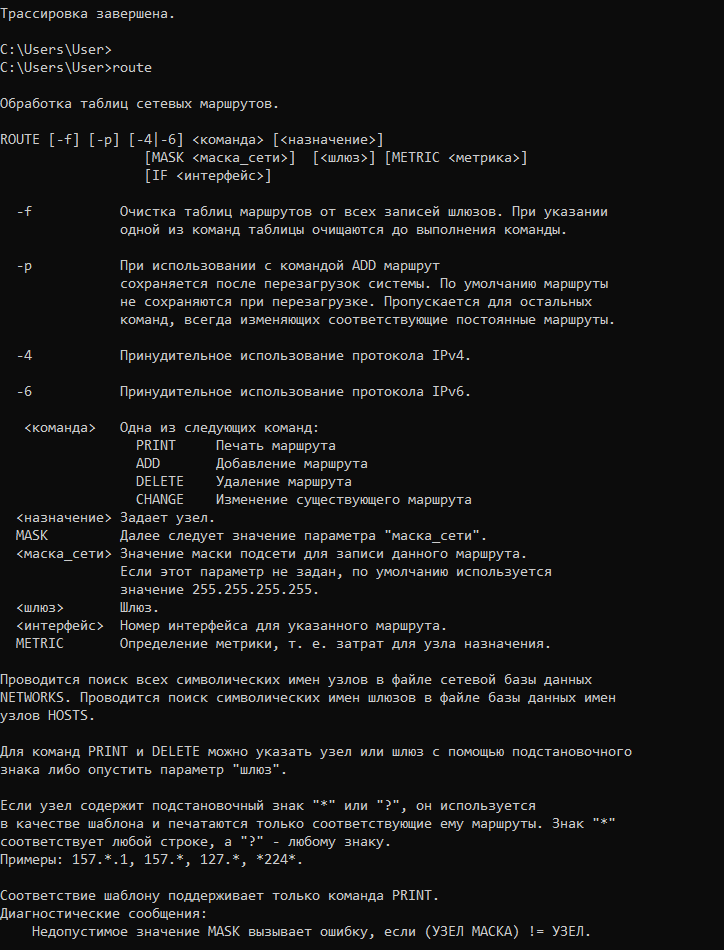 Трассировка завершена.
C:\Users\User>
C:\Users\User>route
Обработка таблиц сетевых маршрутов.
ROUTE [-f] [-p] [-4|-6] <команда> [<назначение>]
                  [MASK <маска_сети>]  [<шлюз>] [METRIC <метрика>]
                  [IF <интерфейс>]
  -f           Очистка таблиц маршрутов от всех записей шлюзов. При указании
               одной из команд таблицы очищаются до выполнения команды.
  -p           При использовании с командой ADD маршрут
               сохраняется после перезагрузок системы. По умолчанию маршруты
               не сохраняются при перезагрузке. Пропускается для остальных
               команд, всегда изменяющих соответствующие постоянные маршруты.
  -4           Принудительное использование протокола IPv4.
  -6           Принудительное использование протокола IPv6.
   <команда>   Одна из следующих команд:
                 PRINT     Печать маршрута
                 ADD       Добавление маршрута
                 DELETE    Удаление маршрута
                 CHANGE    Изменение существующего маршрута
  <назначение> Задает узел.
  MASK         Далее следует значение параметра "маска_сети".
  <маска_сети> Значение маски подсети для записи данного маршрута.
               Если этот параметр не задан, по умолчанию используется
               значение 255.255.255.255.
  <шлюз>       Шлюз.
  <интерфейс>  Номер интерфейса для указанного маршрута.
  METRIC       Определение метрики, т. е. затрат для узла назначения.
Проводится поиск всех символических имен узлов в файле сетевой базы данных
NETWORKS. Проводится поиск символических имен шлюзов в файле базы данных имен
узлов HOSTS.
Для команд PRINT и DELETE можно указать узел или шлюз с помощью подстановочного
знака либо опустить параметр "шлюз".
Если узел содержит подстановочный знак "*" или "?", он используется
в качестве шаблона и печатаются только соответствующие ему маршруты. Знак "*"
соответствует любой строке, а "?" - любому знаку.
Примеры: 157.*.1, 157.*, 127.*, *224*.
Соответствие шаблону поддерживает только команда PRINT.
Диагностические сообщения:
    Недопустимое значение MASK вызывает ошибку, если (УЗЕЛ МАСКА) != УЗЕЛ.